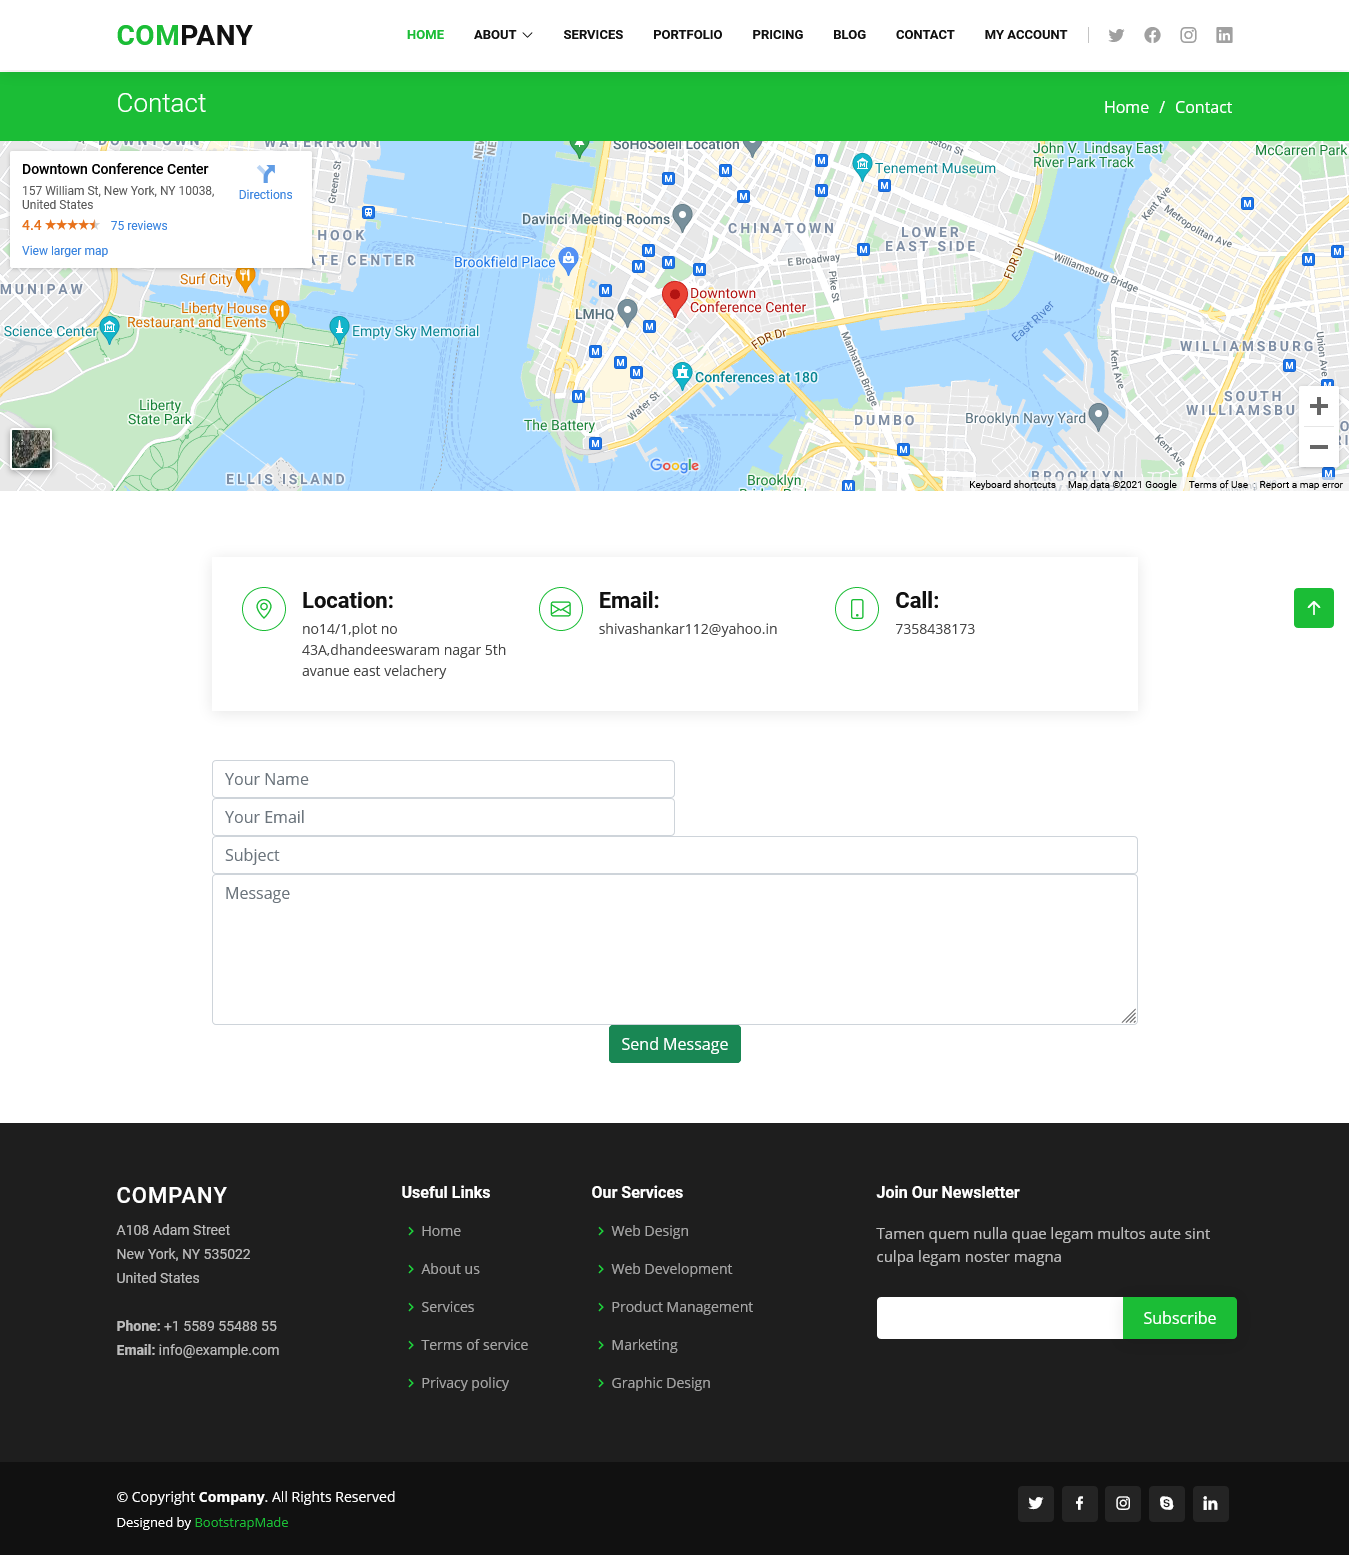 COMPANY
HOME ABOUT SERVICES PORTFOLIO PRICING BLOG CONTACT MY ACCOUNT
Contact
Home / Contact
Downtown Conference Center
157 William St, New York, NY 10038,
United States
4.4 75 reviews
Directions
View larger map
DOWNTOWN
WATERFRONT
SoHoSoleil Location
Tenement Museum
John V. Lindsay East
River Park Track
McCarren Park
Greene St
Davinci Meeting Rooms
CHINATOWN
LOWER
EAST SIDE
Kent Ave
Metropolitan Ave
HOOK
ATE CENTER
Brookfield Place
E Broadway
Pike St
FDR Dr
Williamsburg Bridge
MUNIPAW
Surf City
Liberty House
Restaurant and Events
LMHQ
Downtown
Conference Center
East River
Science Center
Empty Sky Memorial
FDR Dr
Manhattan Bridge
WILLIAMSBURG
Union Ave
Kent Ave
Conferences at 180
Liberty
State Park
Water St
The Battery
DUMBO
Brooklyn Navy Yard
SOUTH
WILLIAMSBU
Kent Ave
Google
ELLIS ISLAND
Brooklyn
BROOKLYN
Keyboard shortcuts Map data ©2021 Google Terms of Use Report a map error
Location:
no14/1,plot no
43A,dhandeeswaram nagar 5th
avanue east velachery
Email:
shivashankar112@yahoo.in
Call:
7358438173
Your Name
Your Email
Subject
Message
Send Message
COMPANY
A108 Adam Street
New York, NY 535022
United States
Phone: +1 5589 55488 55
Email: info@example.com
Useful Links
Home
About us
Services
Terms of service
Privacy policy
Our Services
Web Design
Web Development
Product Management
Marketing
Graphic Design
Join Our Newsletter
Tamen quem nulla quae legam multos aute sint
culpa legam noster magna
Subscribe
© Copyright Company. All Rights Reserved
Designed by BootstrapMade